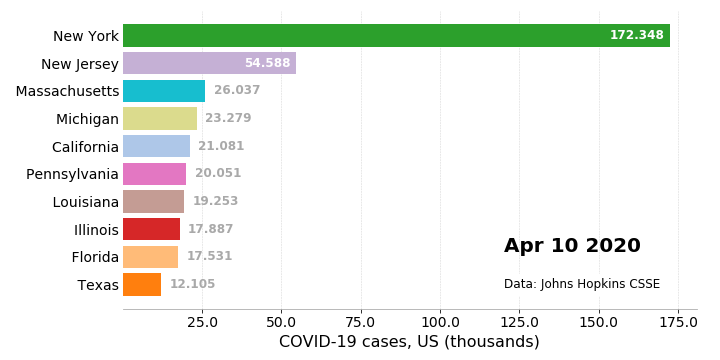 New York 172.348
New Jersey 54.588
Massachusetts 26.037
Michigan 23.279
California 21.081
Pennsylvania 20.051
Louisiana 19.253
Illinois 17.887
Florida 17.531
Texas 12.105
Apr 10 2020
Data: Johns Hopkins CSSE
25.0 50.0 75.0 100.0 125.0 150.0 175.0
COVID-19 cases, US (thousands)